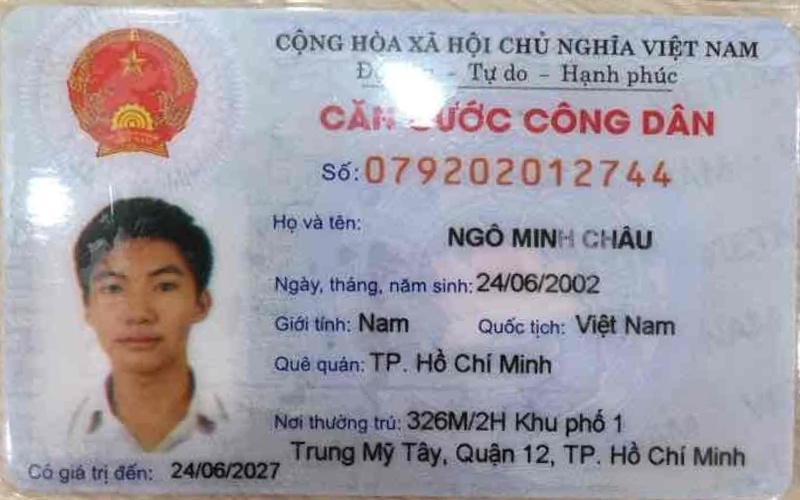 CỘNG HÒA XÃ HỘI CHỦ NGHĨA VIỆT NAM
- Tự do - Hạnh phúc
CĂN CƯỚC CÔNG DÂN
Số: 079202012744
Họ và tên:
NGÔ MINH CHÂU
Ngày, tháng, năm sinh: 24/06/2002
Giới tính: Nam Quốc tịch: Việt Nam
Quê quán: TP. Hồ Chí Minh
Nơi thường trú: 326M/2H Khu phố 1
Trung Mỹ Tây, Quận 12, TP. Hồ Chí Minh
Có giá trị đến: 24/06/2027